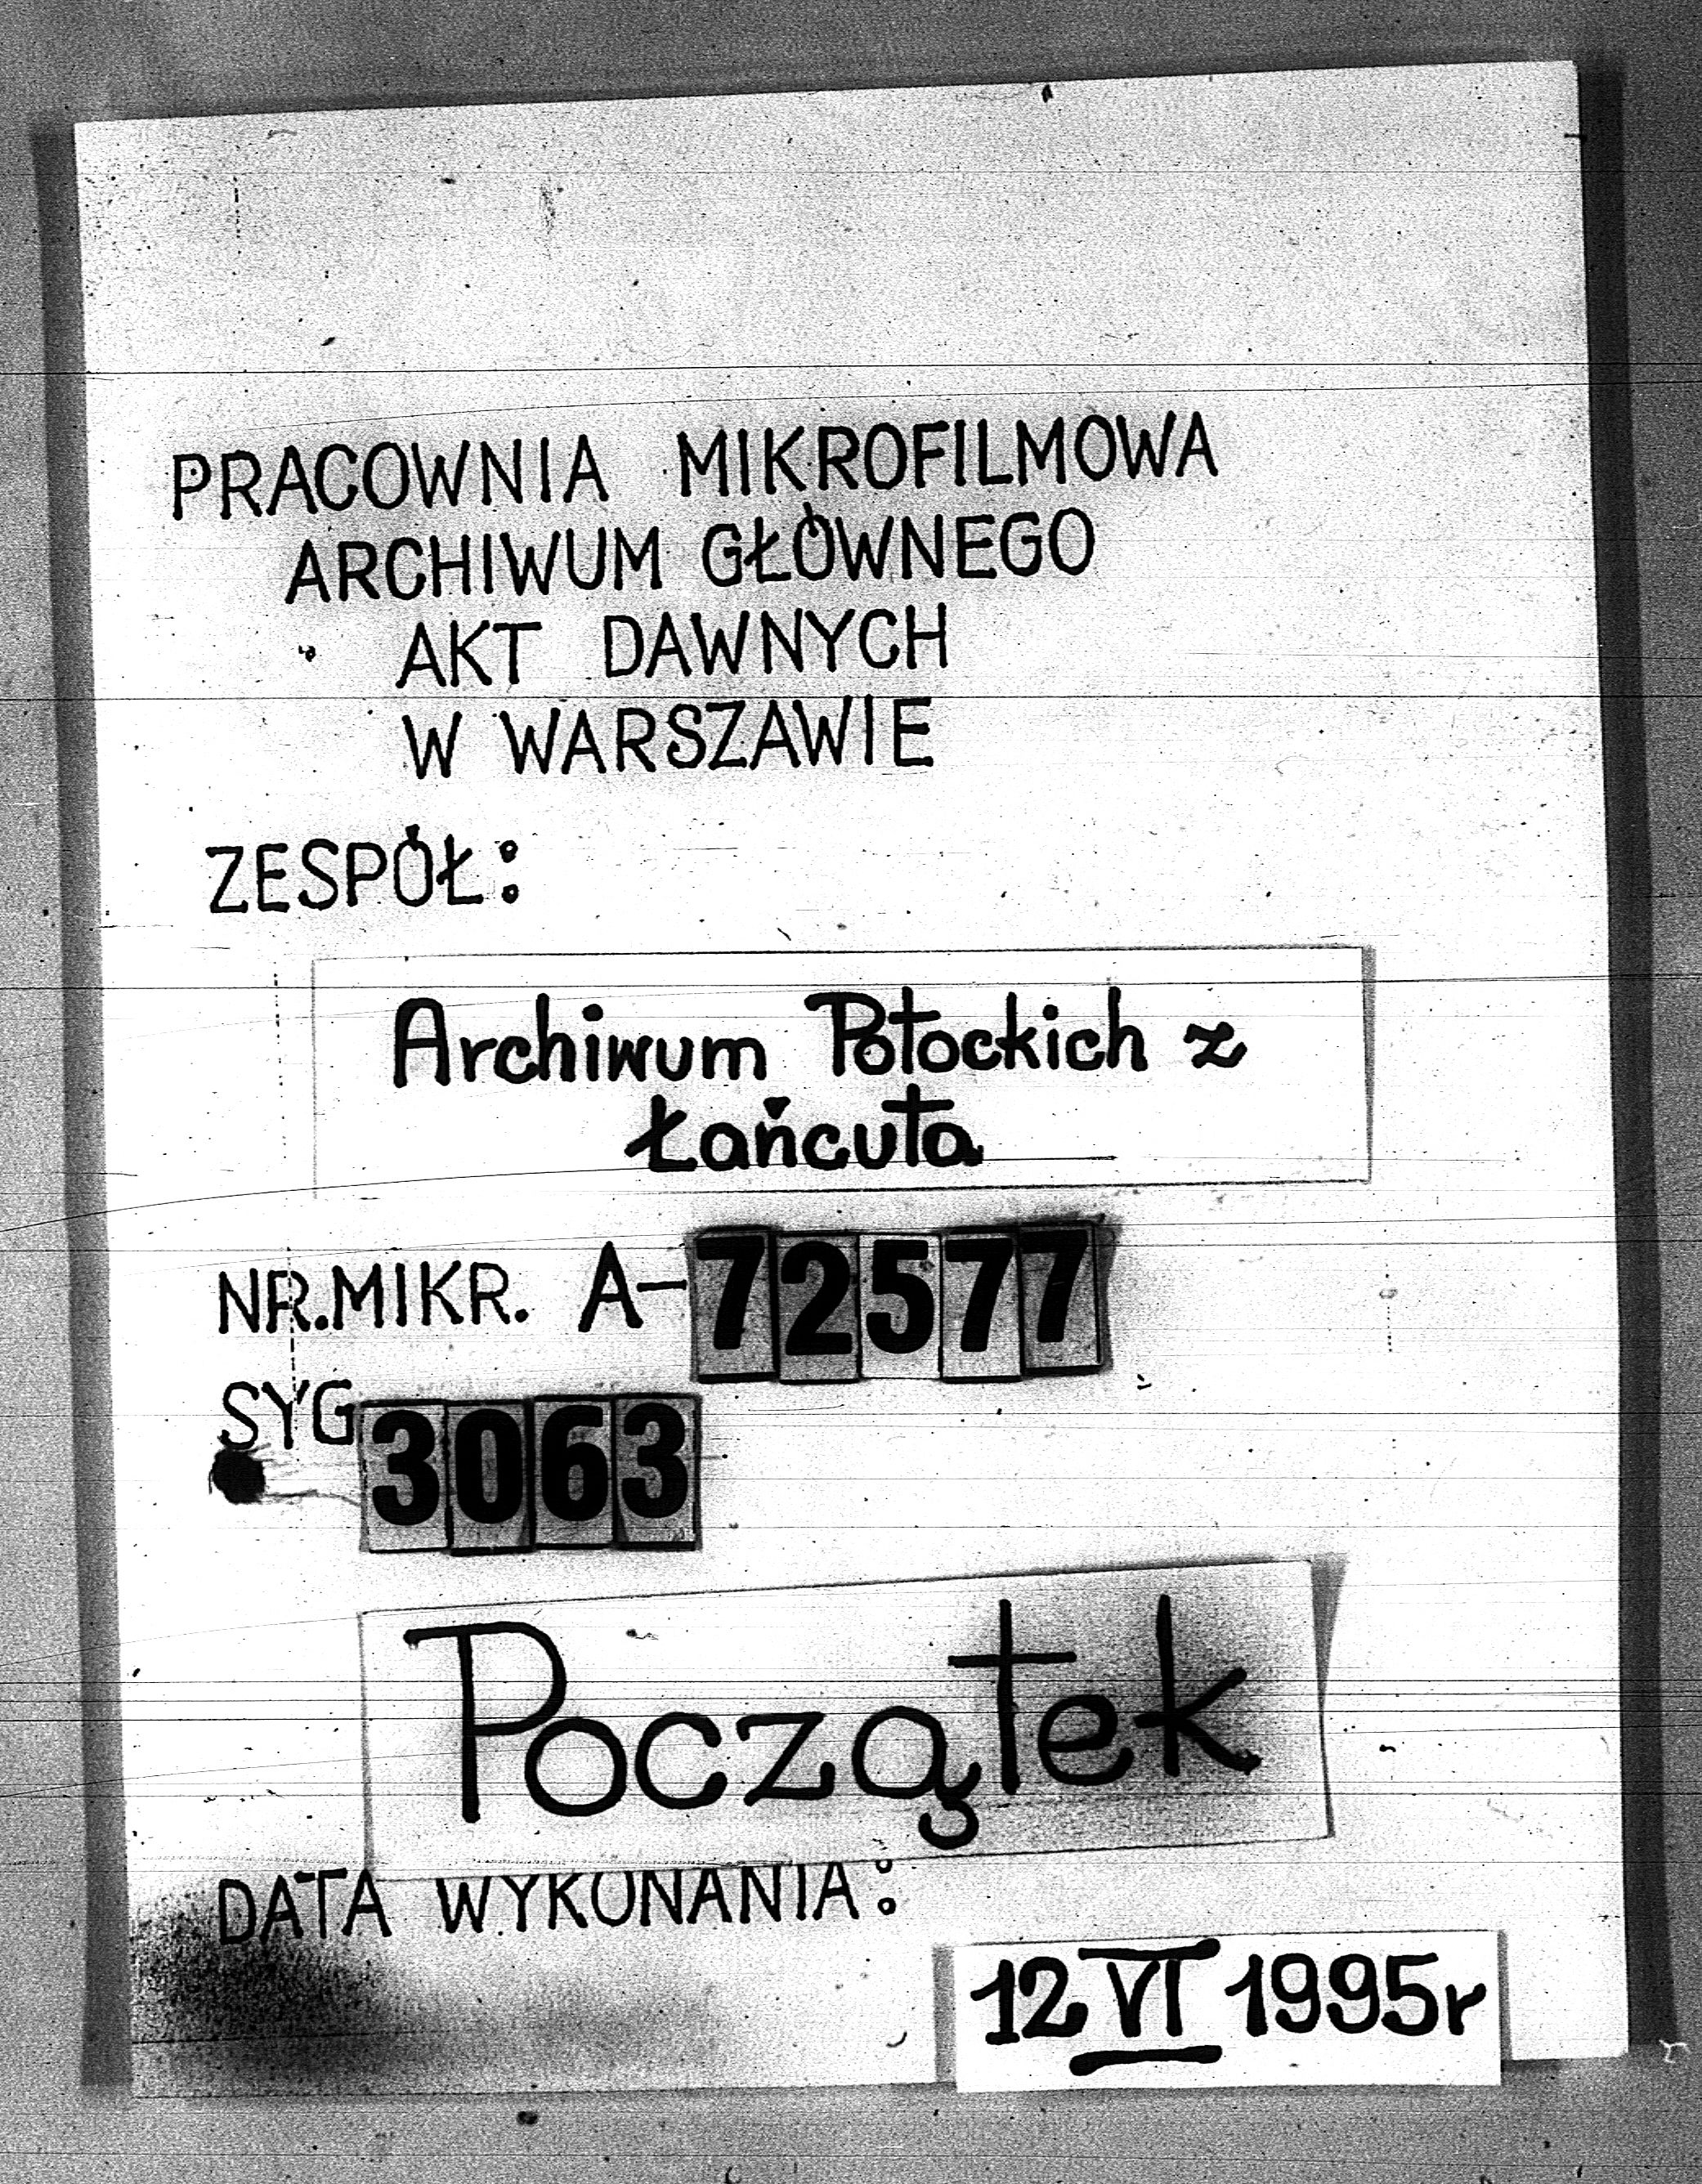 PRACOWNIA MIKROFILMOWA
ARCHIWUM GŁÓWNEGO
AKT DAWNYCH
W WARSZAWIE
ZESPÓŁ:
Archiwum Potockich z
Łańcuta
NR.MIKR. A-72577
SYG 3063
Początek
DATA WYKONANIA:
12 VI 1995r